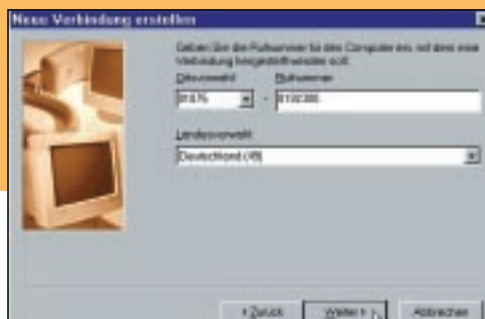 Neue Verbindung erstellen
Geben Sie die Rufnummer für den Computer ein, mit dem eine
Verbindung hergestellt werden soll:
Ortsvorwahl Rufnummer
-
Landesvorwahl
Deutschland (49)
< Zurück Weiter > Abbrechen